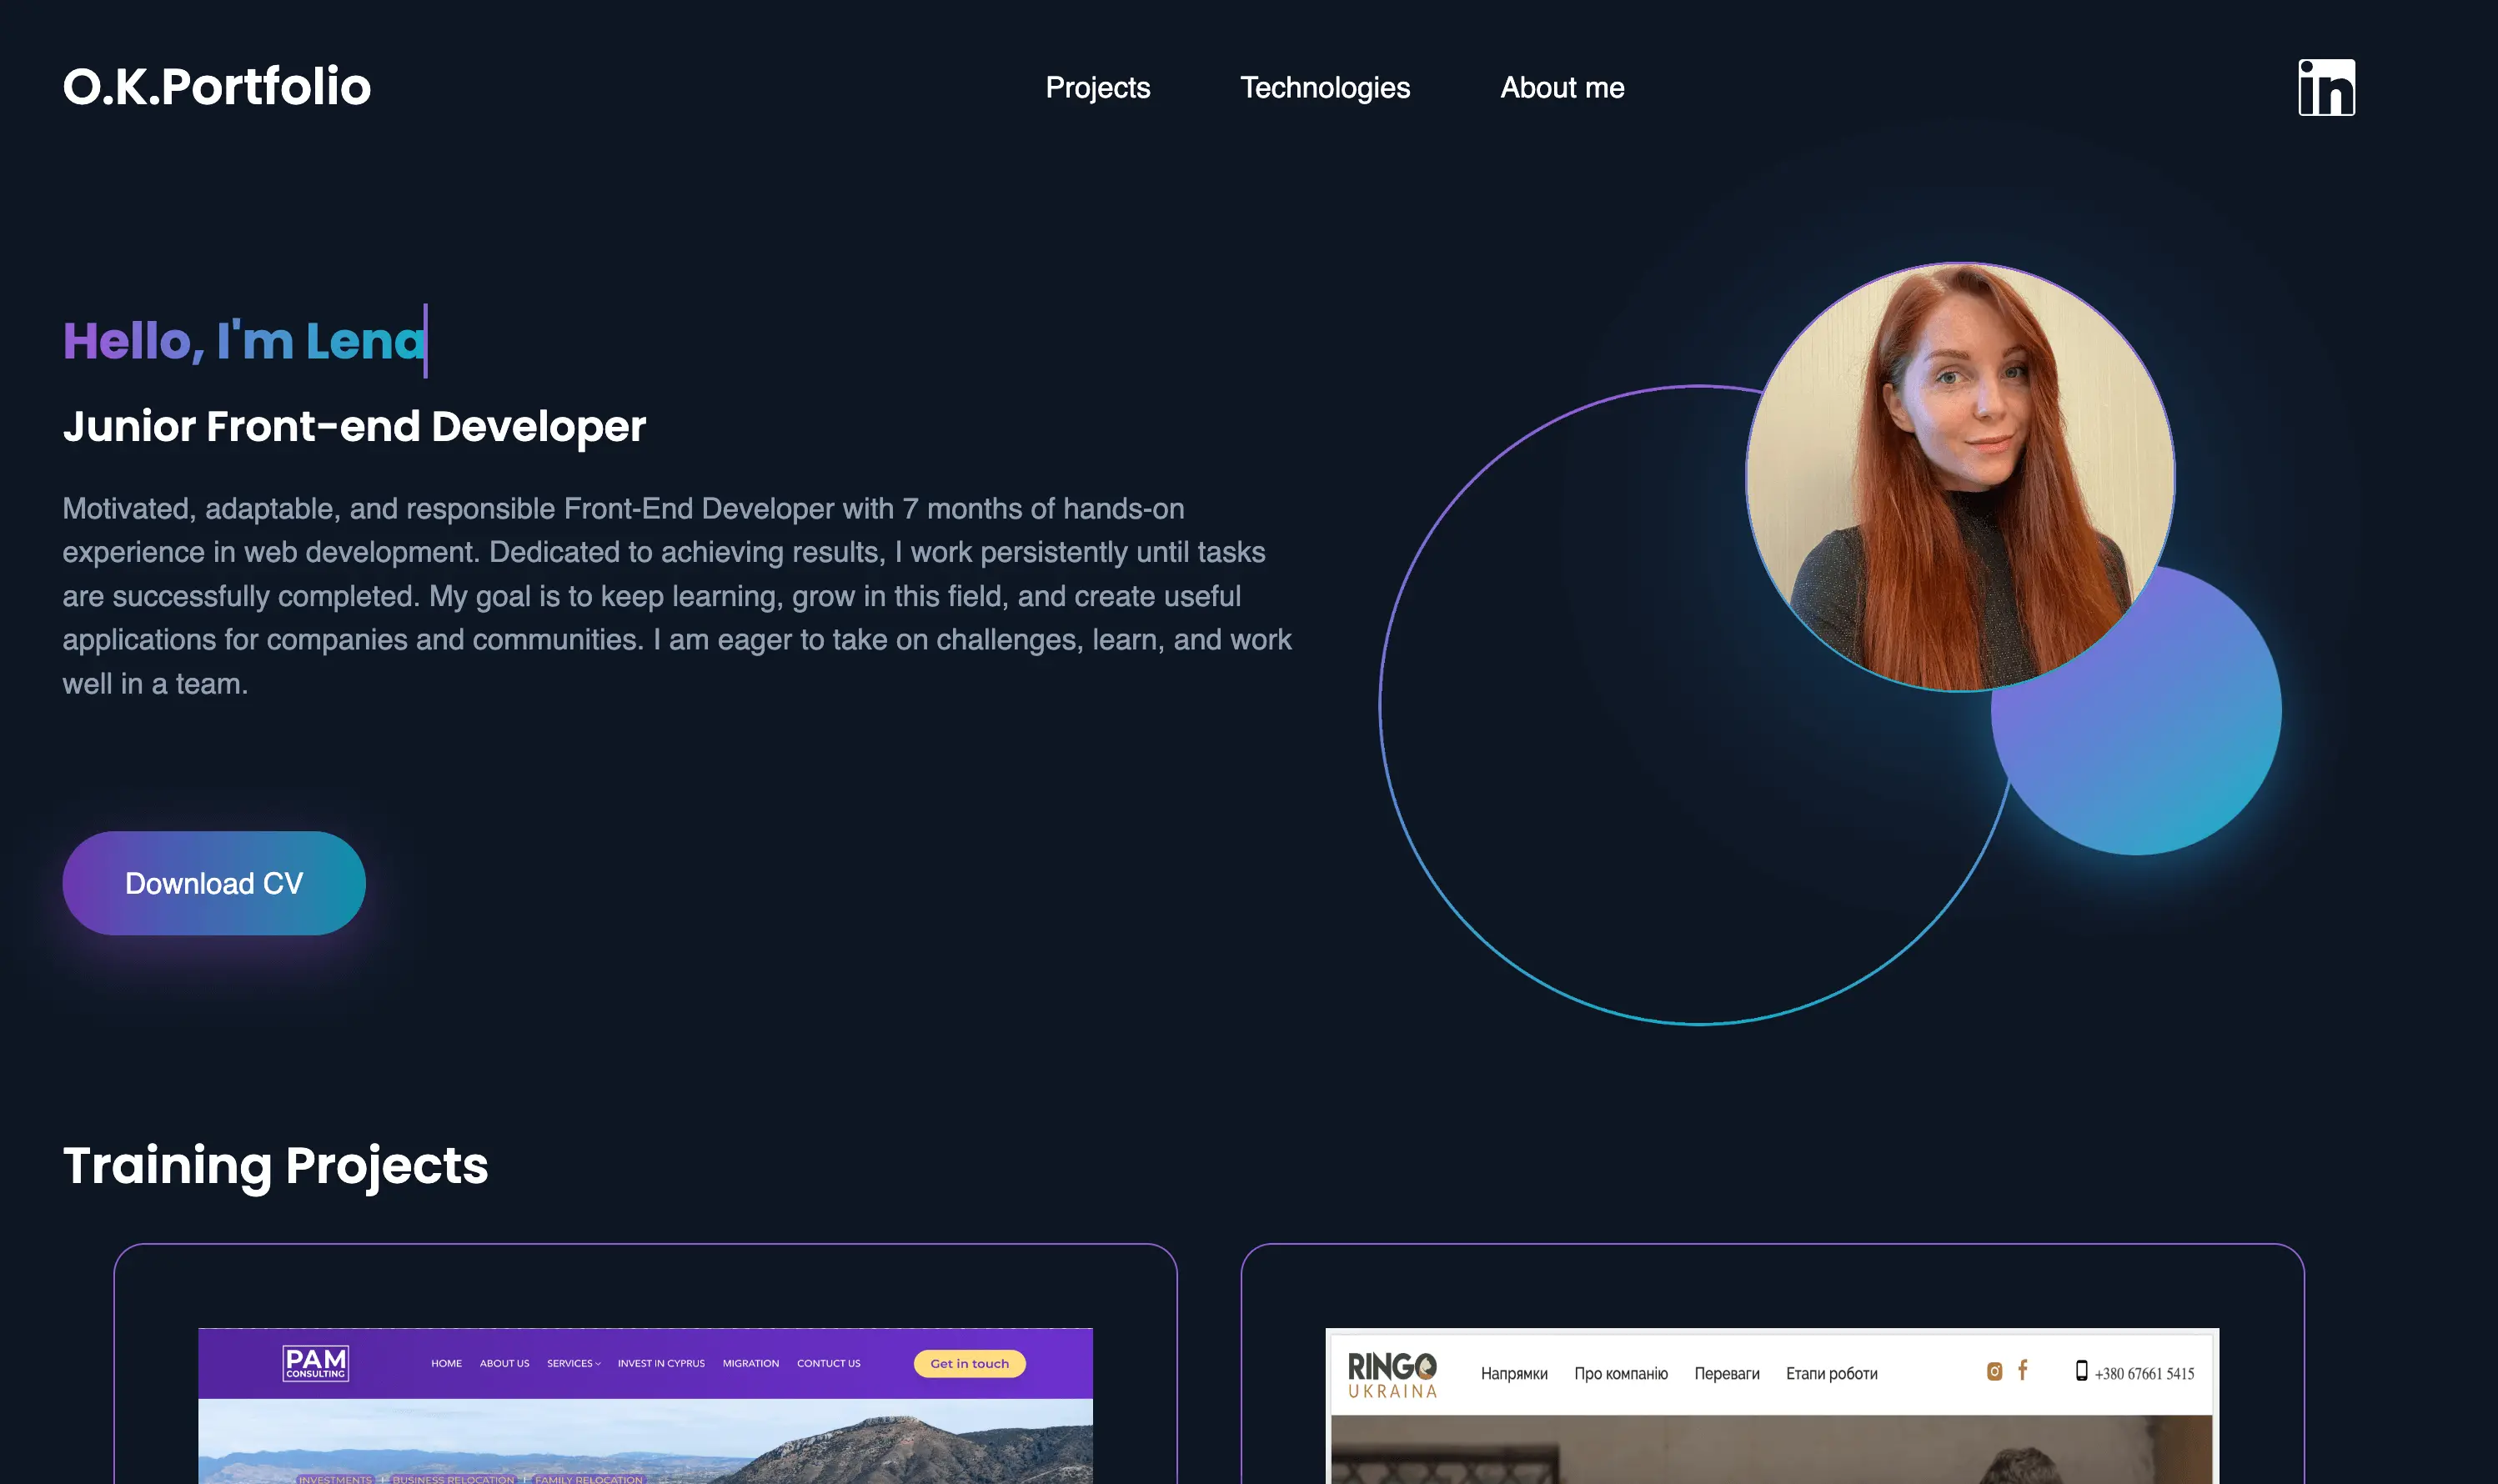 O.K.Portfolio
Projects
Technologies
About me
in
Hello, I'm Lena
Junior Front-end Developer
Motivated, adaptable, and responsible Front-End Developer with 7 months of hands-on
experience in web development. Dedicated to achieving results, I work persistently until tasks
are successfully completed. My goal is to keep learning, grow in this field, and create useful
applications for companies and communities. I am eager to take on challenges, learn, and work
well in a team.
Download CV
Training Projects
PAM
CONSULTING
HOME
ABOUT US
SERVICES
INVEST IN CYPRUS
MIGRATION
CONTUCT US
Get in touch
INVESTMENTS | BUSINESS RELOCATION | FAMILY RELOCATION
RINGO
UKRAINA
Напрямки
Про компанію
Переваги
Етапи роботи
+380 67661 5415